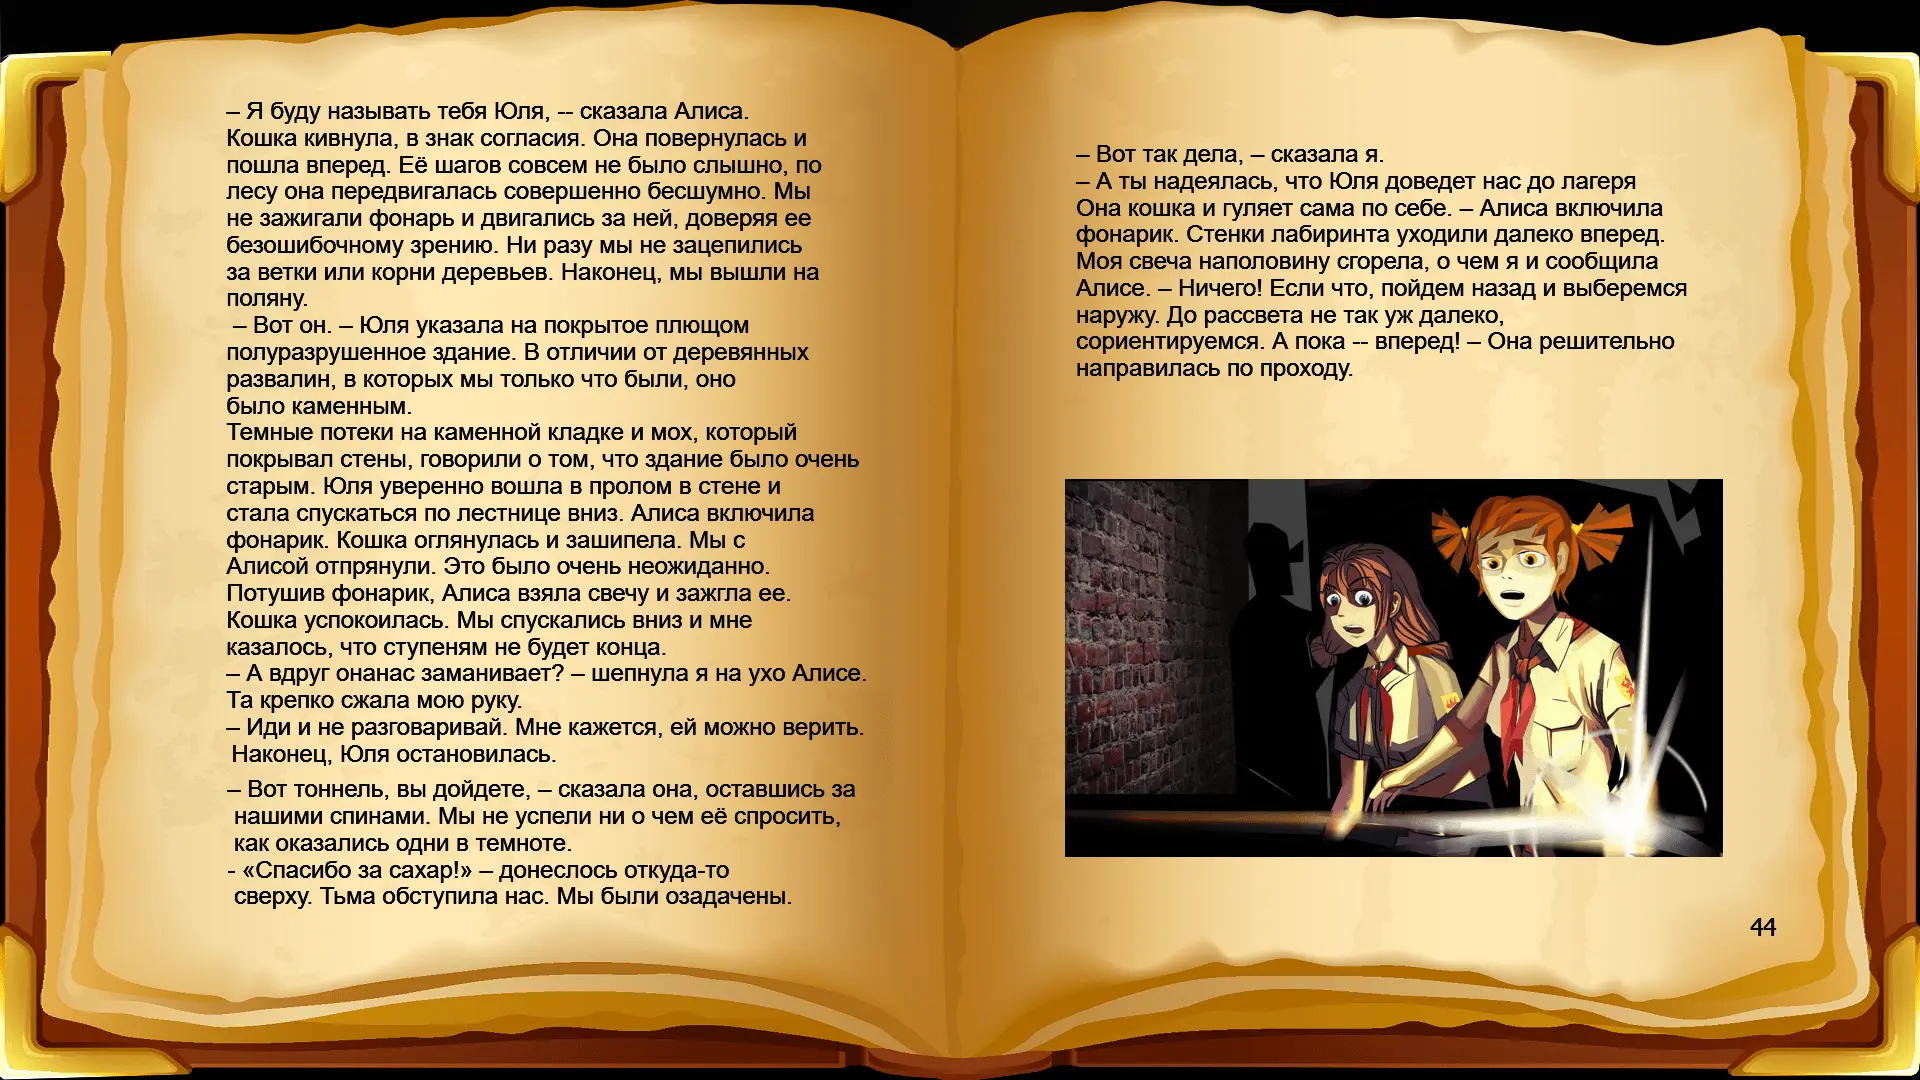 – Я буду называть тебя Юля, -- сказала Алиса.
Кошка кивнула, в знак согласия. Она повернулась и
пошла вперед. Её шагов совсем не было слышно, по
лесу она передвигалась совершенно бесшумно. Мы
не зажигали фонарь и двигались за ней, доверяя ее
безошибочному зрению. Ни разу мы не зацепились
за ветки или корни деревьев. Наконец, мы вышли на
поляну.
– Вот он. – Юля указала на покрытое плющом
полуразрушенное здание. В отличии от деревянных
развалин, в которых мы только что были, оно
было каменным.
Темные потеки на каменной кладке и мох, который
покрывал стены, говорили о том, что здание было очень
старым. Юля уверенно вошла в пролом в стене и
стала спускаться по лестнице вниз. Алиса включила
фонарик. Кошка оглянулась и зашипела. Мы с
Алисой отпрянули. Это было очень неожиданно.
Потушив фонарик, Алиса взяла свечу и зажгла ее.
Кошка успокоилась. Мы спускались вниз и мне
казалось, что ступеням не будет конца.
– А вдруг онанас заманивает? – шепнула я на ухо Алисе.
Та крепко сжала мою руку.
– Иди и не разговаривай. Мне кажется, ей можно верить.
Наконец, Юля остановилась.
– Вот тоннель, вы дойдете, – сказала она, оставшись за
нашими спинами. Мы не успели ни о чем её спросить,
как оказались одни в темноте.
- «Спасибо за сахар!» – донеслось откуда-то
сверху. Тьма обступила нас. Мы были озадачены.
– Вот так дела, – сказала я.
– А ты надеялась, что Юля доведет нас до лагеря
Она кошка и гуляет сама по себе. – Алиса включила
фонарик. Стенки лабиринта уходили далеко вперед.
Моя свеча наполовину сгорела, о чем я и сообщила
Алисе. – Ничего! Если что, пойдем назад и выберемся
наружу. До рассвета не так уж далеко,
сориентируемся. А пока -- вперед! – Она решительно
направилась по проходу.
44